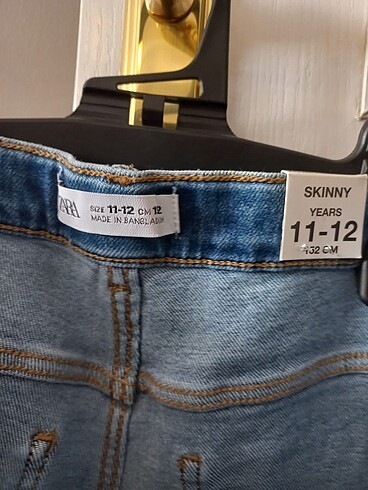 ZARA
SIZE 11-12 CM 12
MADE IN BANGLADESH
SKINNY
YEARS
11-12
152 CM